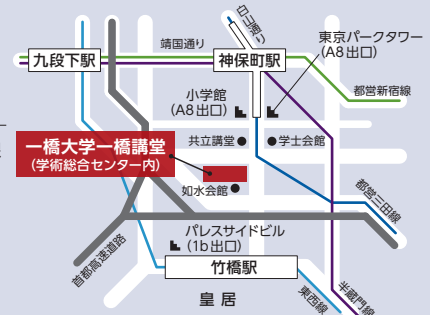 白山通り
靖国通り
東京パークタワー
(A8出口)
九段下駅
神保町駅
小学館
(A8出口)
都営新宿線
一橋大学一橋講堂
(学術総合センター内)
共立講堂
学士会館
如水会館
都営三田線
パレスサイドビル
(1b出口)
首都高速道路
竹橋駅
皇居
東西線
半蔵門線